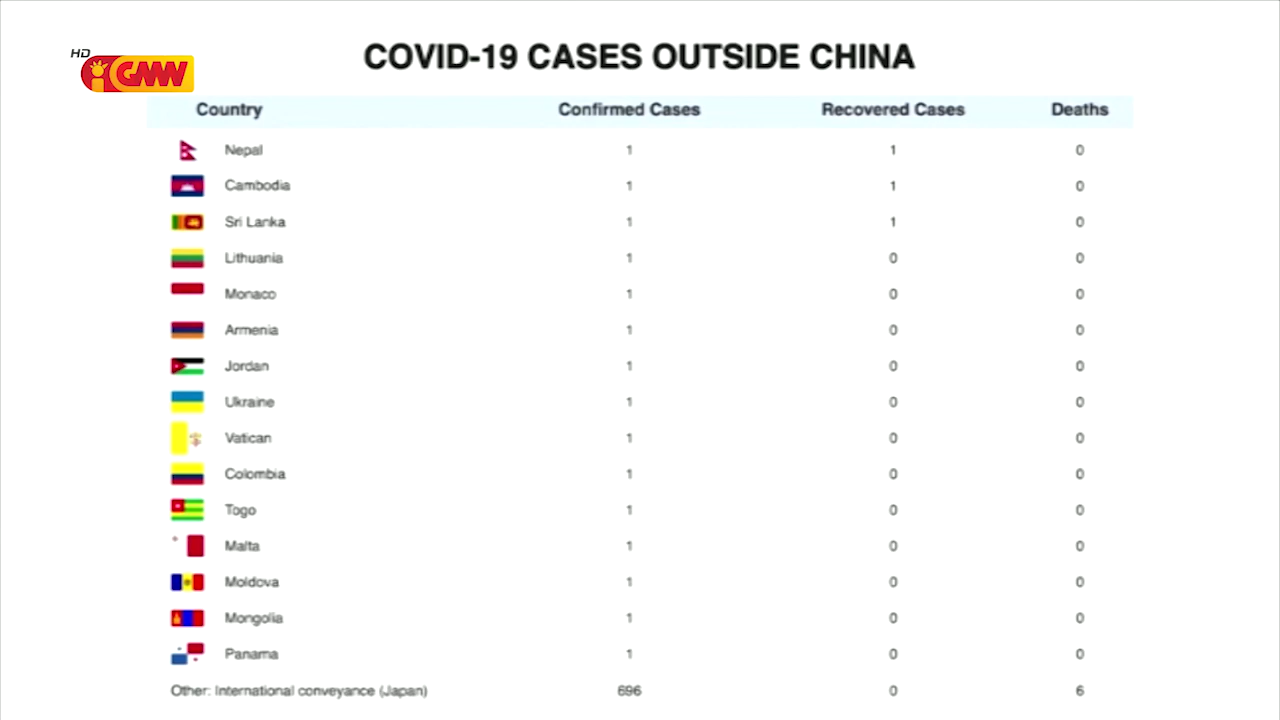 HD
iGMW
COVID-19 CASES OUTSIDE CHINA
Country Confirmed Cases Recovered Cases Deaths
Nepal 1 1 0
Cambodia 1 1 0
Sri Lanka 1 1 0
Lithuania 1 0 0
Monaco 1 0 0
Armenia 1 0 0
Jordan 1 0 0
Ukraine 1 0 0
Vatican 1 0 0
Colombia 1 0 0
Togo 1 0 0
Malta 1 0 0
Moldova 1 0 0
Mongolia 1 0 0
Panama 1 0 0
Other: International conveyance (Japan) 696 0 6